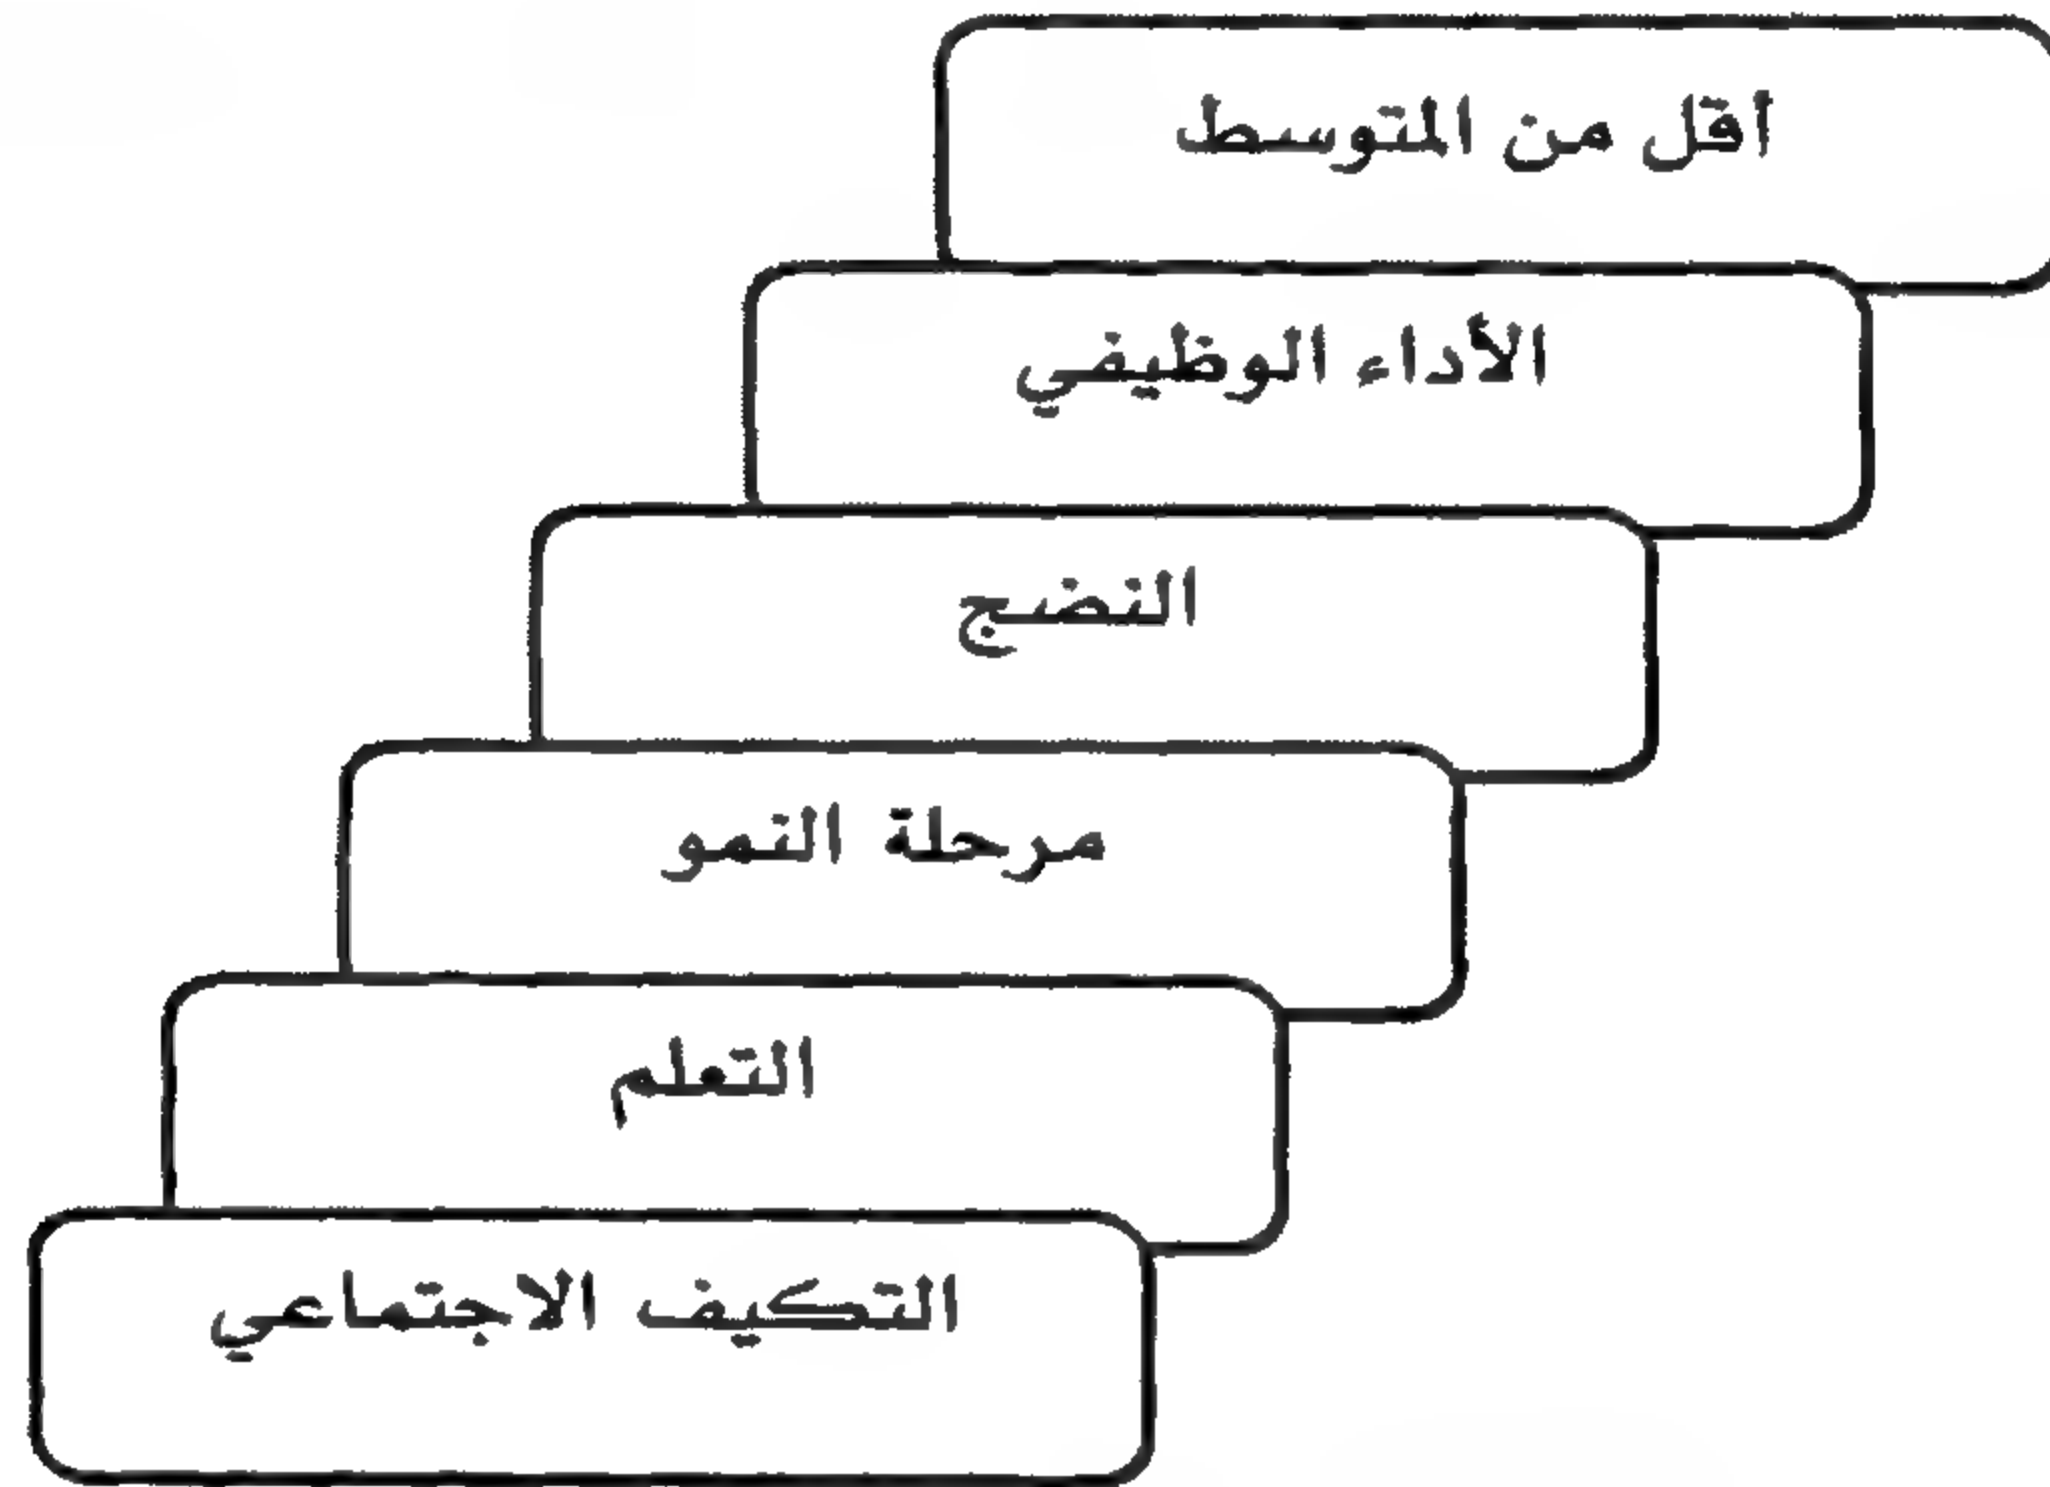 أقل من المتوسط
الأداء الوظيفي
النضج
مرحلة النمو
التعلم
التكيف الاجتماعي